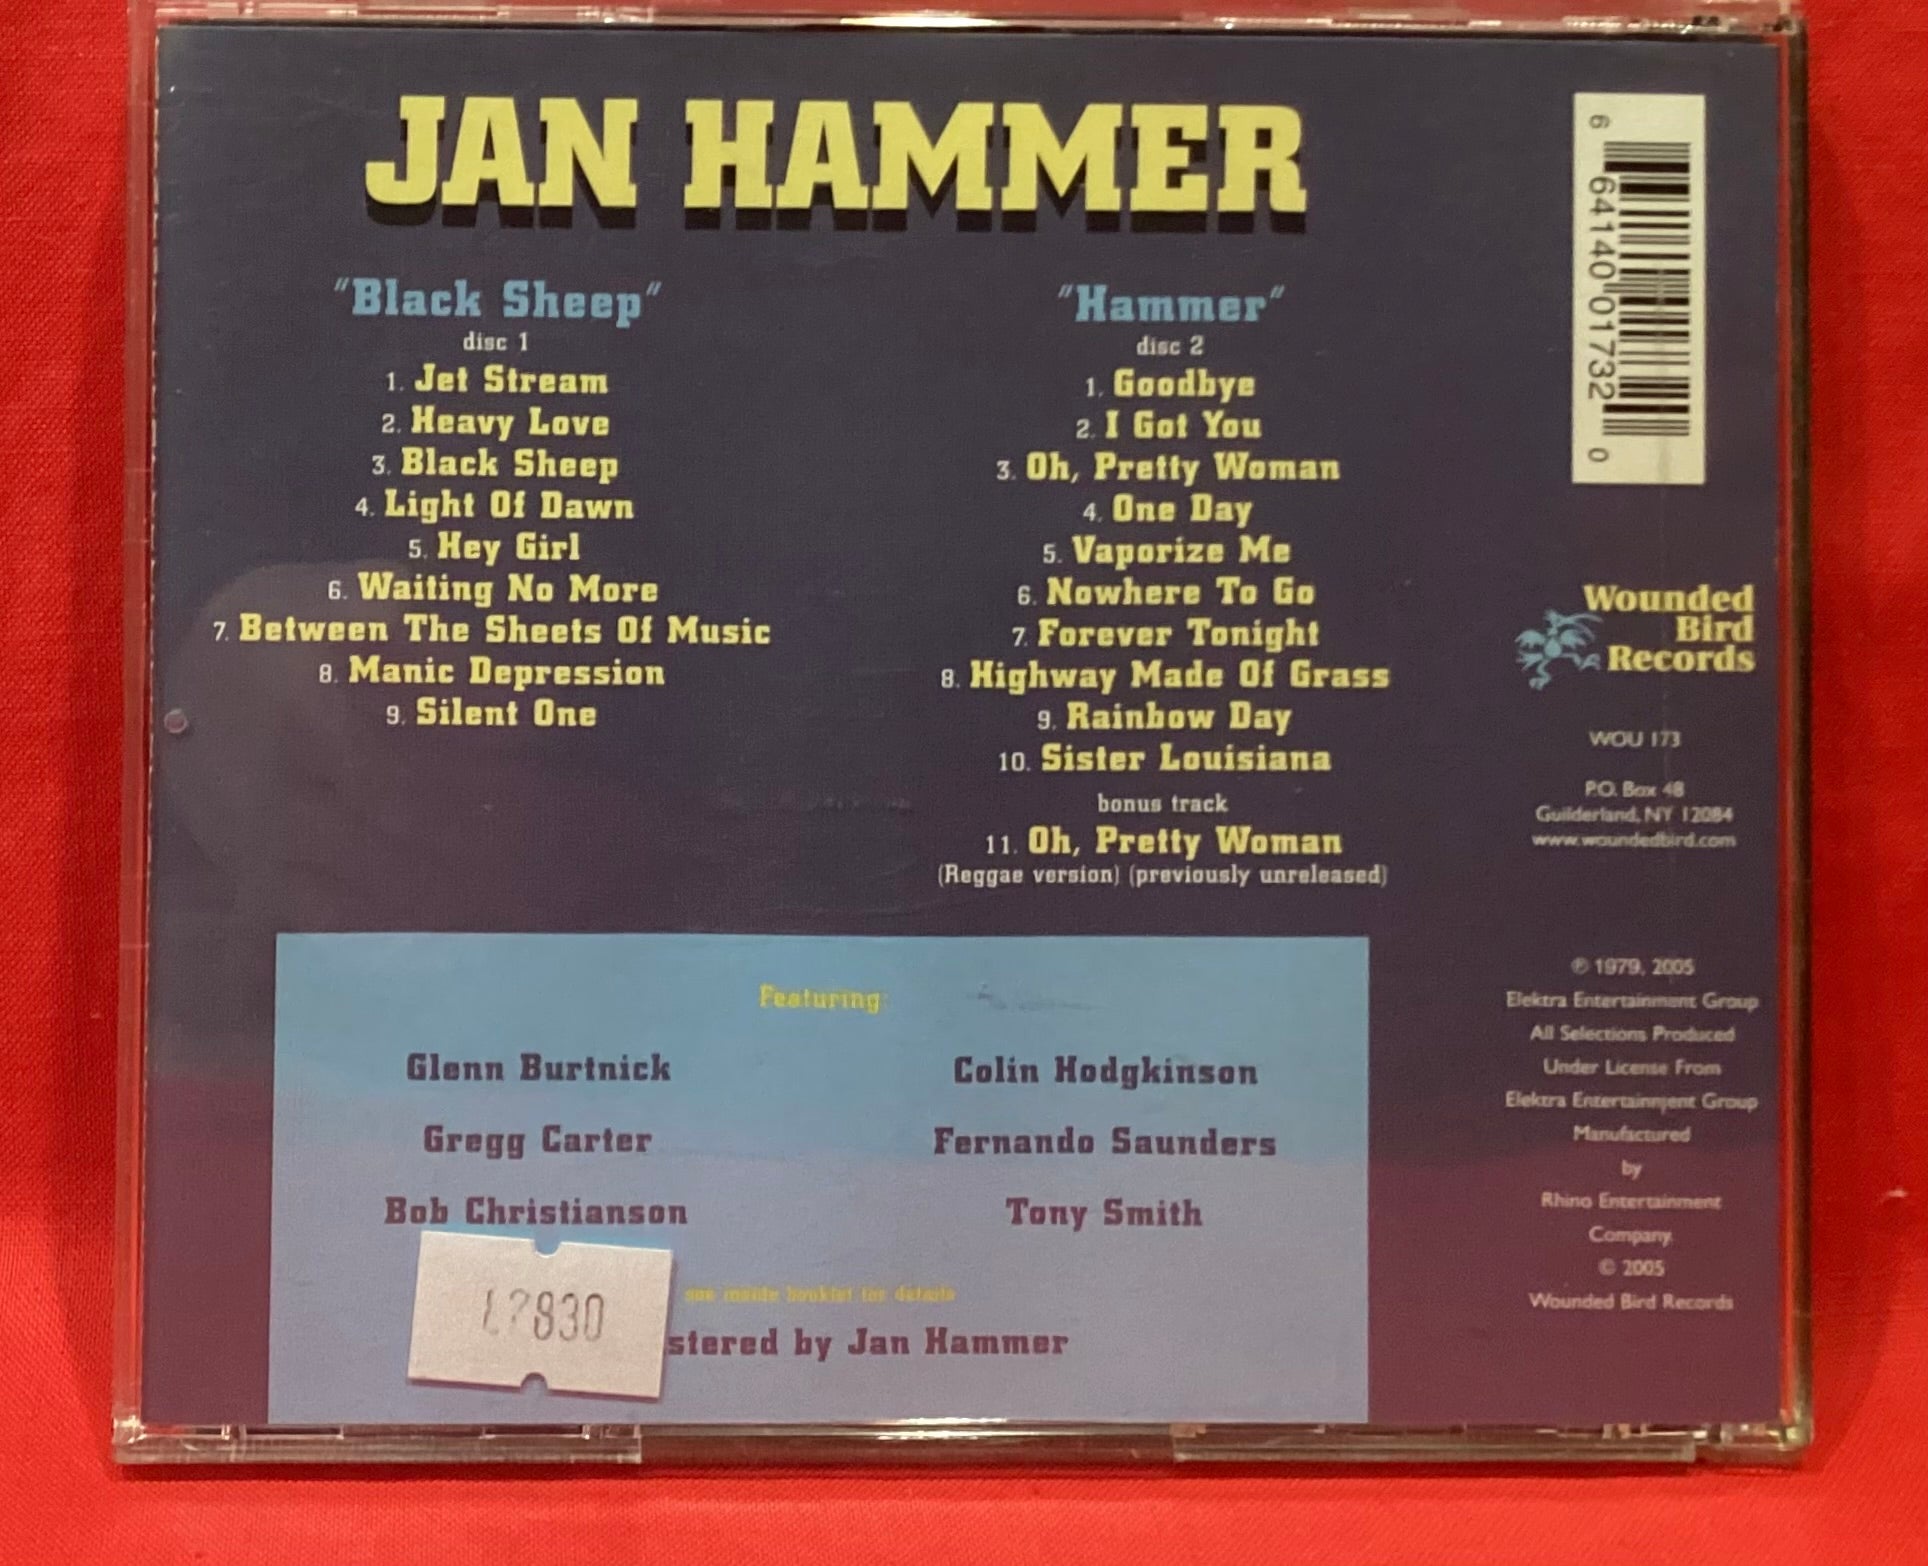 JAN HAMMER
"Black Sheep"
disc 1
1. Jet Stream
2. Heavy Love
3. Black Sheep
4. Light Of Dawn
5. Hey Girl
6. Waiting No More
7. Between The Sheets Of Music
8. Manic Depression
9. Silent One
"Hammer"
disc 2
1. Goodbye
2. I Got You
3. Oh, Pretty Woman
4. One Day
5. Vaporize Me
6. Nowhere To Go
7. Forever Tonight
8. Highway Made Of Grass
9. Rainbow Day
10. Sister Louisiana
bonus track
11. Oh, Pretty Woman
(Reggae version) (previously unreleased)
Featuring:
Glenn Burtnick
Gregg Carter
Bob Christianson
Colin Hodgkinson
Fernando Saunders
Tony Smith
see inside booklet for details
stered by Jan Hammer
6 64140 01732 0
Wounded
Bird
Records
WOU 173
P.O. Box 48
Guilderland, NY 12084
www.woundedbird.com
℗ 1979, 2005
Elektra Entertainment Group
All Selections Produced
Under License From
Elektra Entertainment Group
Manufactured
by
Rhino Entertainment
Company.
© 2005
Wounded Bird Records